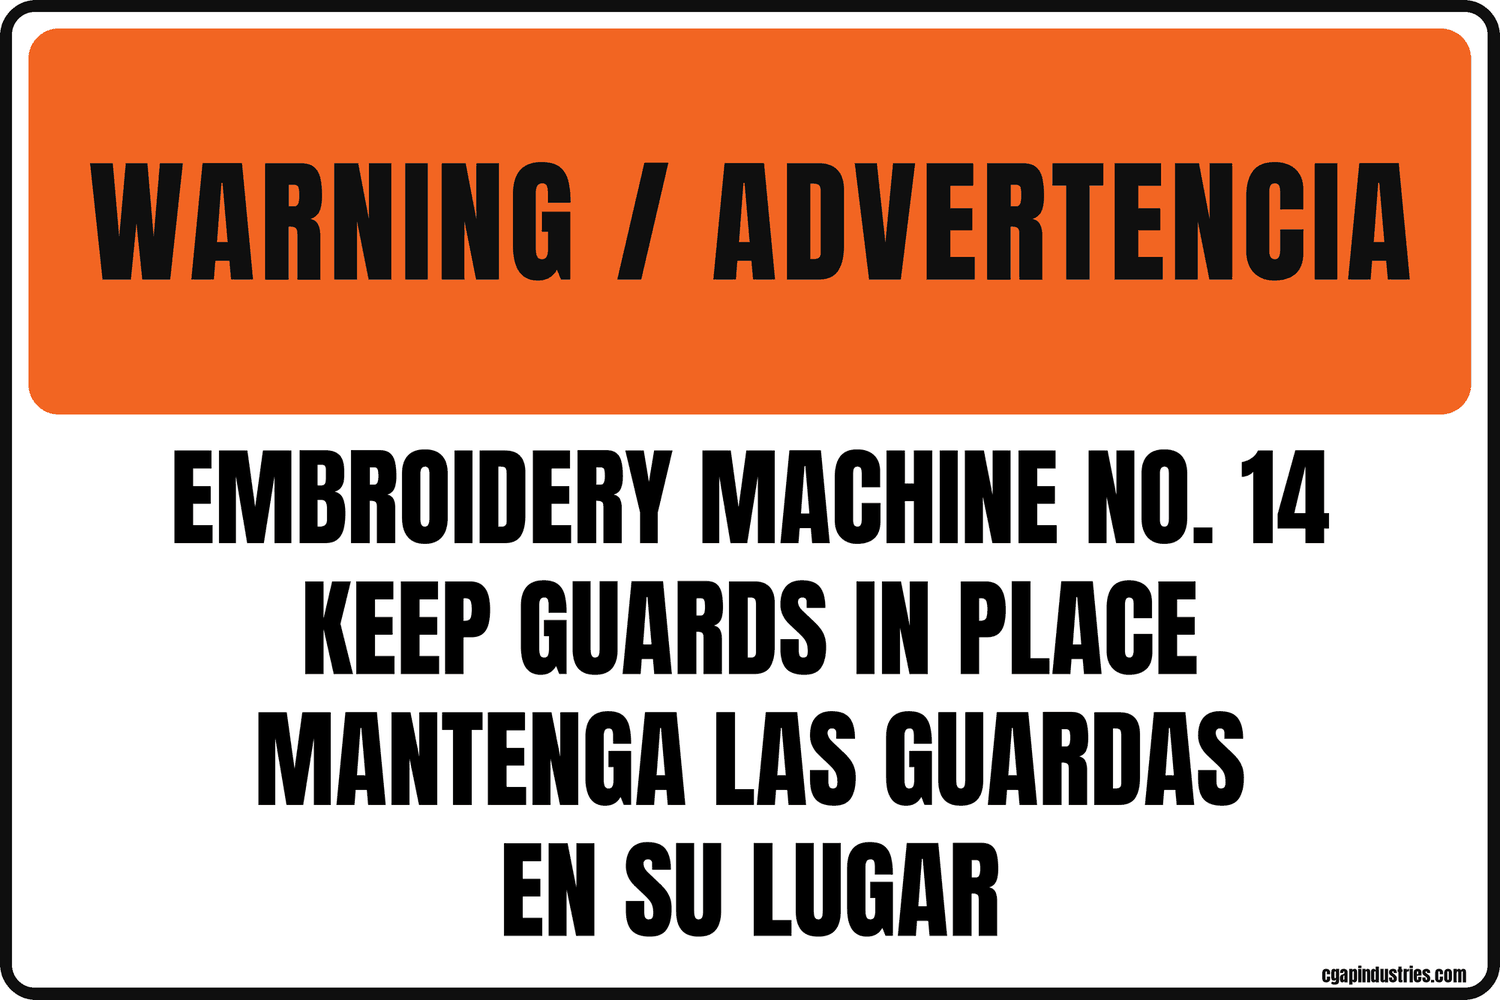 WARNING / ADVERTENCIA
EMBROIDERY MACHINE NO. 14
KEEP GUARDS IN PLACE
MANTENGA LAS GUARDAS
EN SU LUGAR
cgapindustries.com